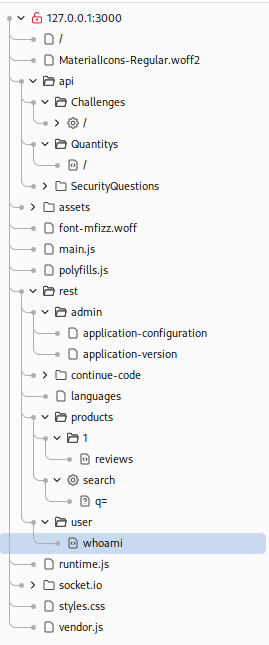 127.0.0.1:3000
/
MaterialIcons-Regular.woff2
api
Challenges
/
Quantitys
/
SecurityQuestions
assets
font-mfizz.woff
main.js
polyfills.js
rest
admin
application-configuration
application-version
continue-code
languages
products
1
reviews
search
q=
user
whoami
runtime.js
socket.io
styles.css
vendor.js